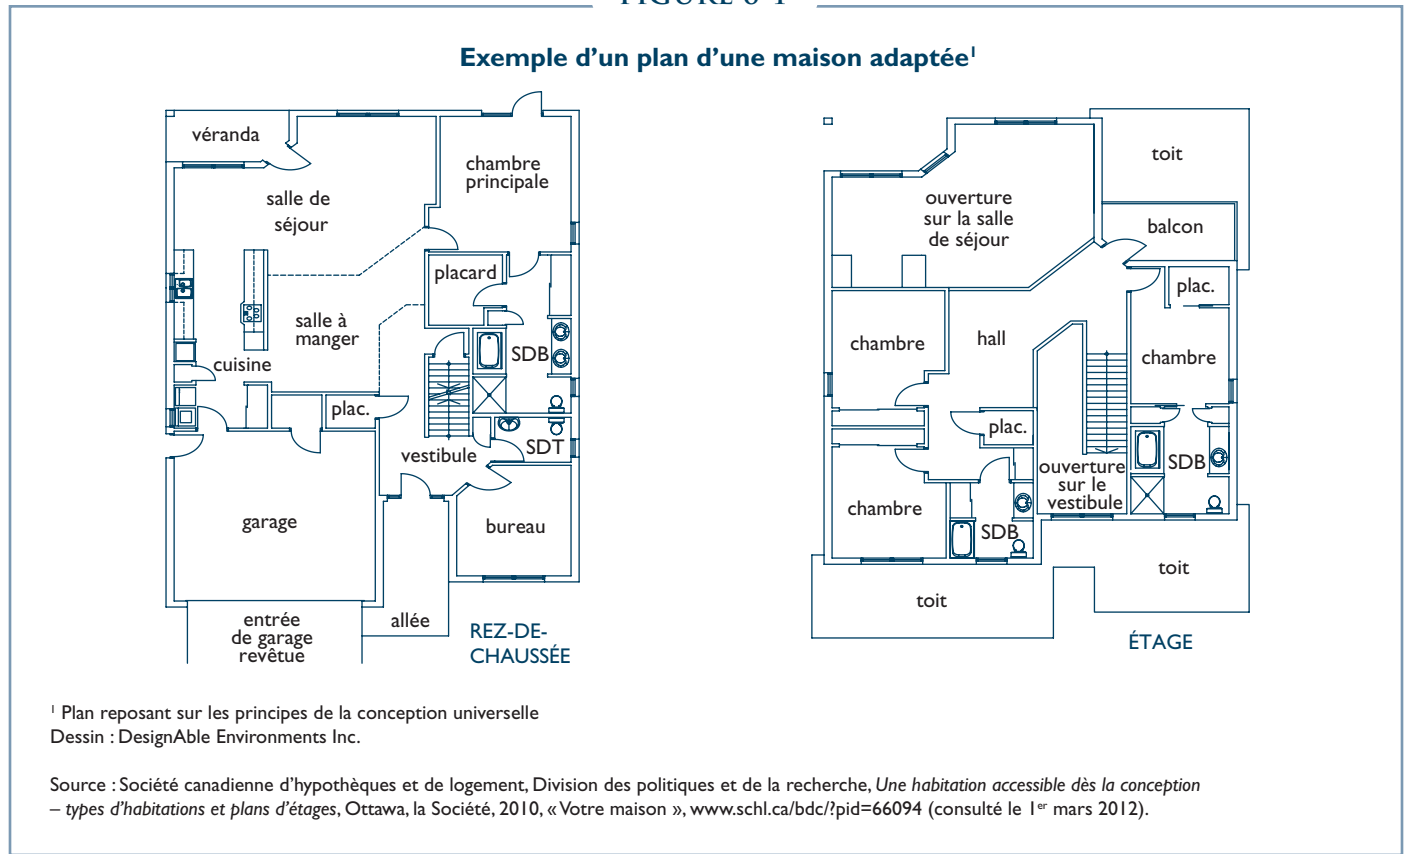 FIGURE 6-1
Exemple d’un plan d’une maison adaptée¹
véranda
salle de
séjour
chambre
principale
placard
salle à
manger
cuisine
SDB
plac.
vestibule
SDT
garage
bureau
entrée
de garage
revêtue
allée
REZ-DE-
CHAUSSÉE
toit
ouverture
sur la salle
de séjour
balcon
plac.
chambre
hall
chambre
plac.
ouverture
sur le
vestibule
SDB
chambre
SDB
toit
toit
ÉTAGE
¹ Plan reposant sur les principes de la conception universelle
Dessin : DesignAble Environments Inc.
Source : Société canadienne d’hypothèques et de logement, Division des politiques et de la recherche, Une habitation accessible dès la conception
– types d’habitations et plans d’étages, Ottawa, la Société, 2010, « Votre maison », www.schl.ca/bdc/?pid=66094 (consulté le 1er mars 2012).